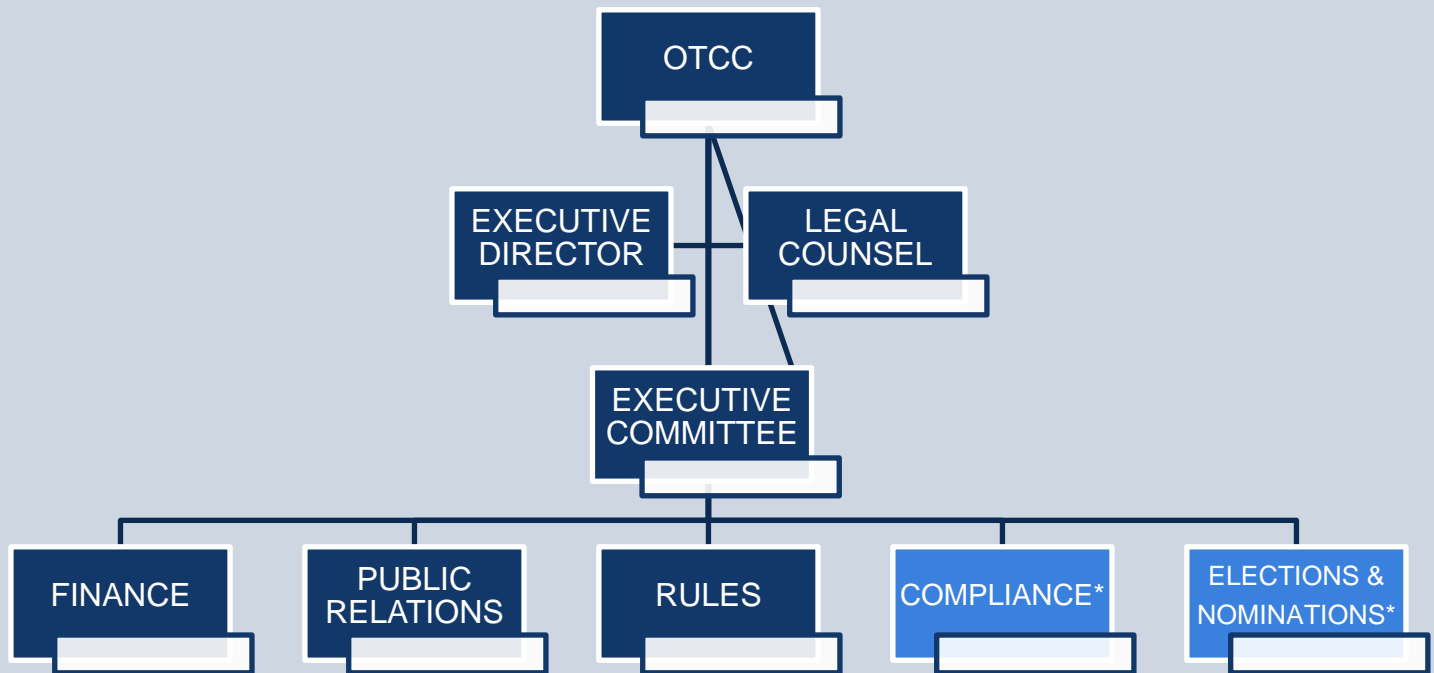 OTCC
EXECUTIVE
DIRECTOR
LEGAL
COUNSEL
EXECUTIVE
COMMITTEE
FINANCE
PUBLIC
RELATIONS
RULES
COMPLIANCE*
ELECTIONS &
NOMINATIONS*